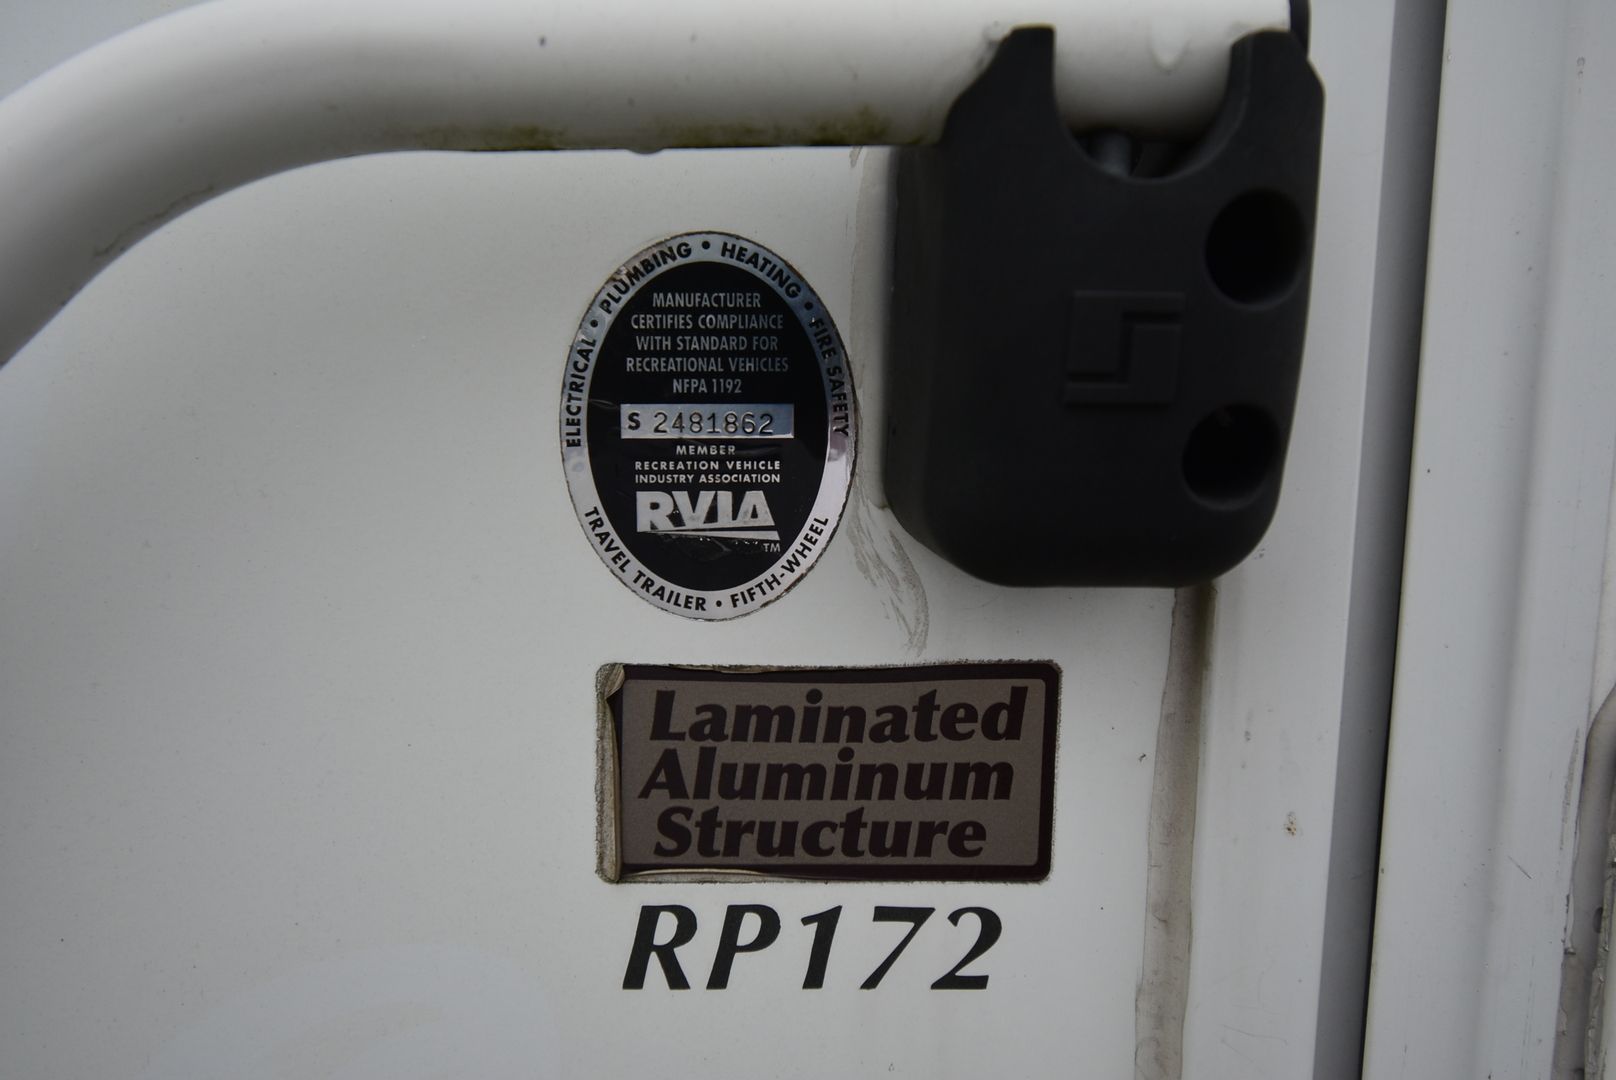 ELECTRICAL • PLUMBING • HEATING • FIRE SAFETY
MANUFACTURER
CERTIFIES COMPLIANCE
WITH STANDARD FOR
RECREATIONAL VEHICLES
NFPA 1192
S 2481862
MEMBER
RECREATION VEHICLE
INDUSTRY ASSOCIATION
RVIA
TM
TRAVEL TRAILER • FIFTH-WHEEL
Laminated
Aluminum
Structure
RP172